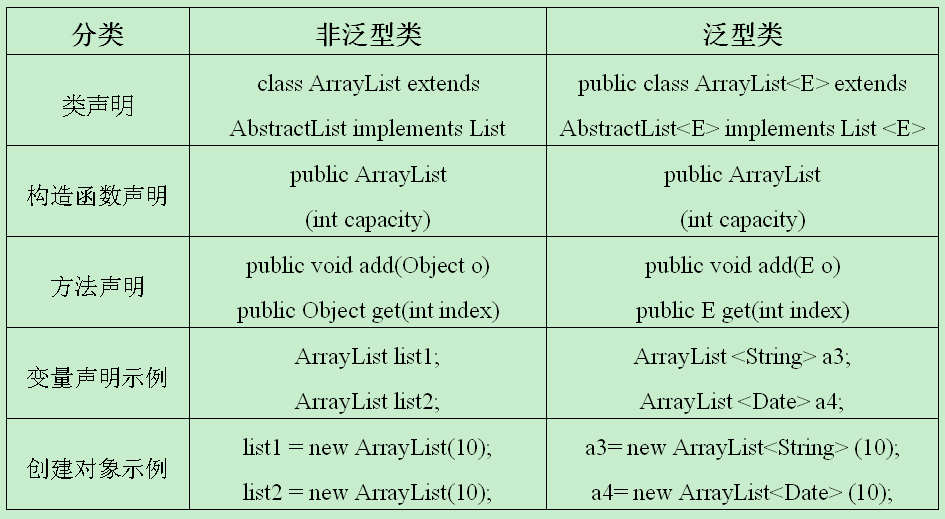 分类 非泛型类 泛型类
类声明
class ArrayList extends
AbstractList implements List
public class ArrayList<E> extends
AbstractList<E> implements List <E>
构造函数声明
public ArrayList
(int capacity)
public ArrayList
(int capacity)
方法声明
public void add(Object o)
public Object get(int index)
public void add(E o)
public E get(int index)
变量声明示例
ArrayList list1;
ArrayList list2;
ArrayList <String> a3;
ArrayList <Date> a4;
创建对象示例
list1 = new ArrayList(10);
list2 = new ArrayList(10);
a3= new ArrayList<String> (10);
a4= new ArrayList<Date> (10);